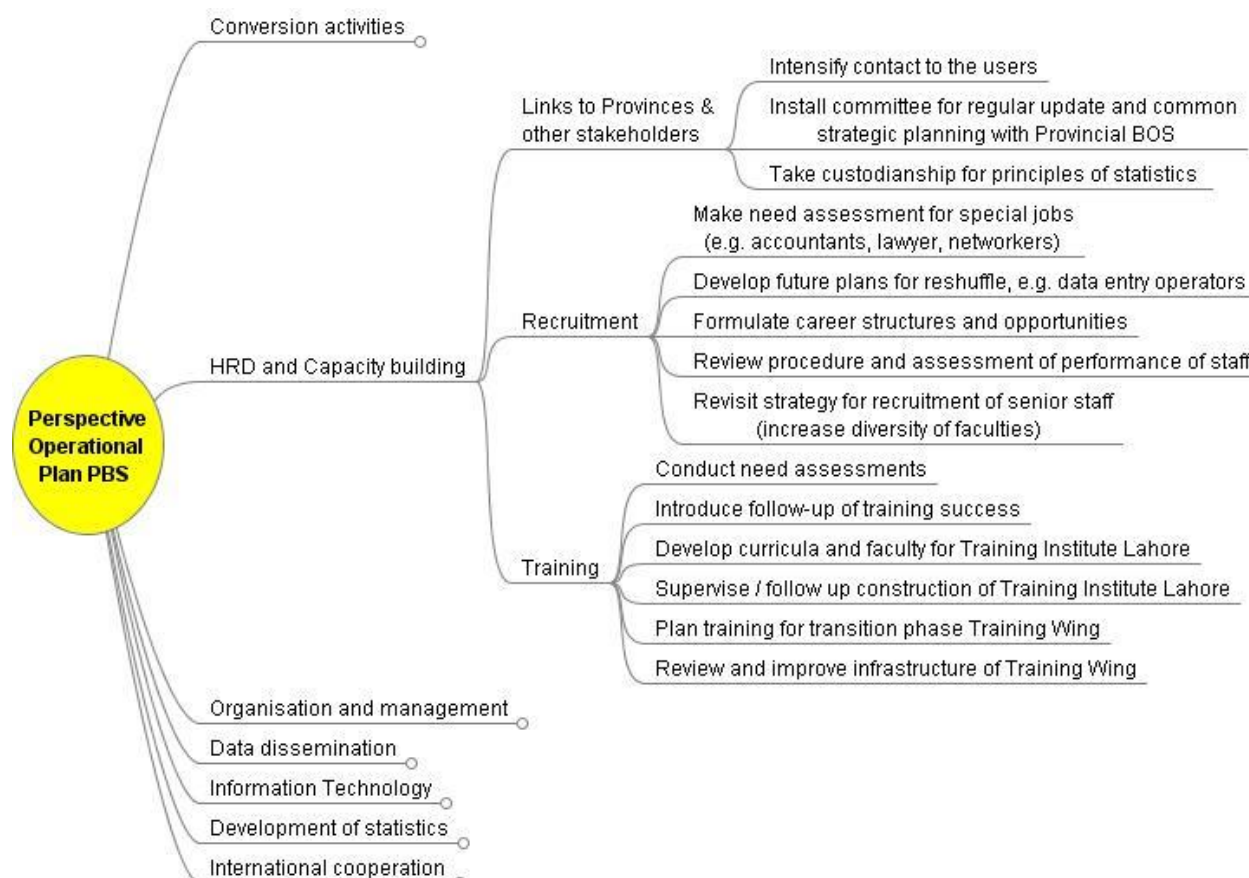 Conversion activities
Links to Provinces &
other stakeholders
Intensify contact to the users
Install committee for regular update and common
strategic planning with Provincial BOS
Take custodianship for principles of statistics
HRD and Capacity building
Recruitment
Make need assessment for special jobs
(e.g. accountants, lawyer, networkers)
Develop future plans for reshuffle, e.g. data entry operators
Formulate career structures and opportunities
Review procedure and assessment of performance of staff
Revisit strategy for recruitment of senior staff
(increase diversity of faculties)
Perspective
Operational
Plan PBS
Training
Conduct need assessments
Introduce follow-up of training success
Develop curricula and faculty for Training Institute Lahore
Supervise / follow up construction of Training Institute Lahore
Plan training for transition phase Training Wing
Review and improve infrastructure of Training Wing
Organisation and management
Data dissemination
Information Technology
Development of statistics
International cooperation